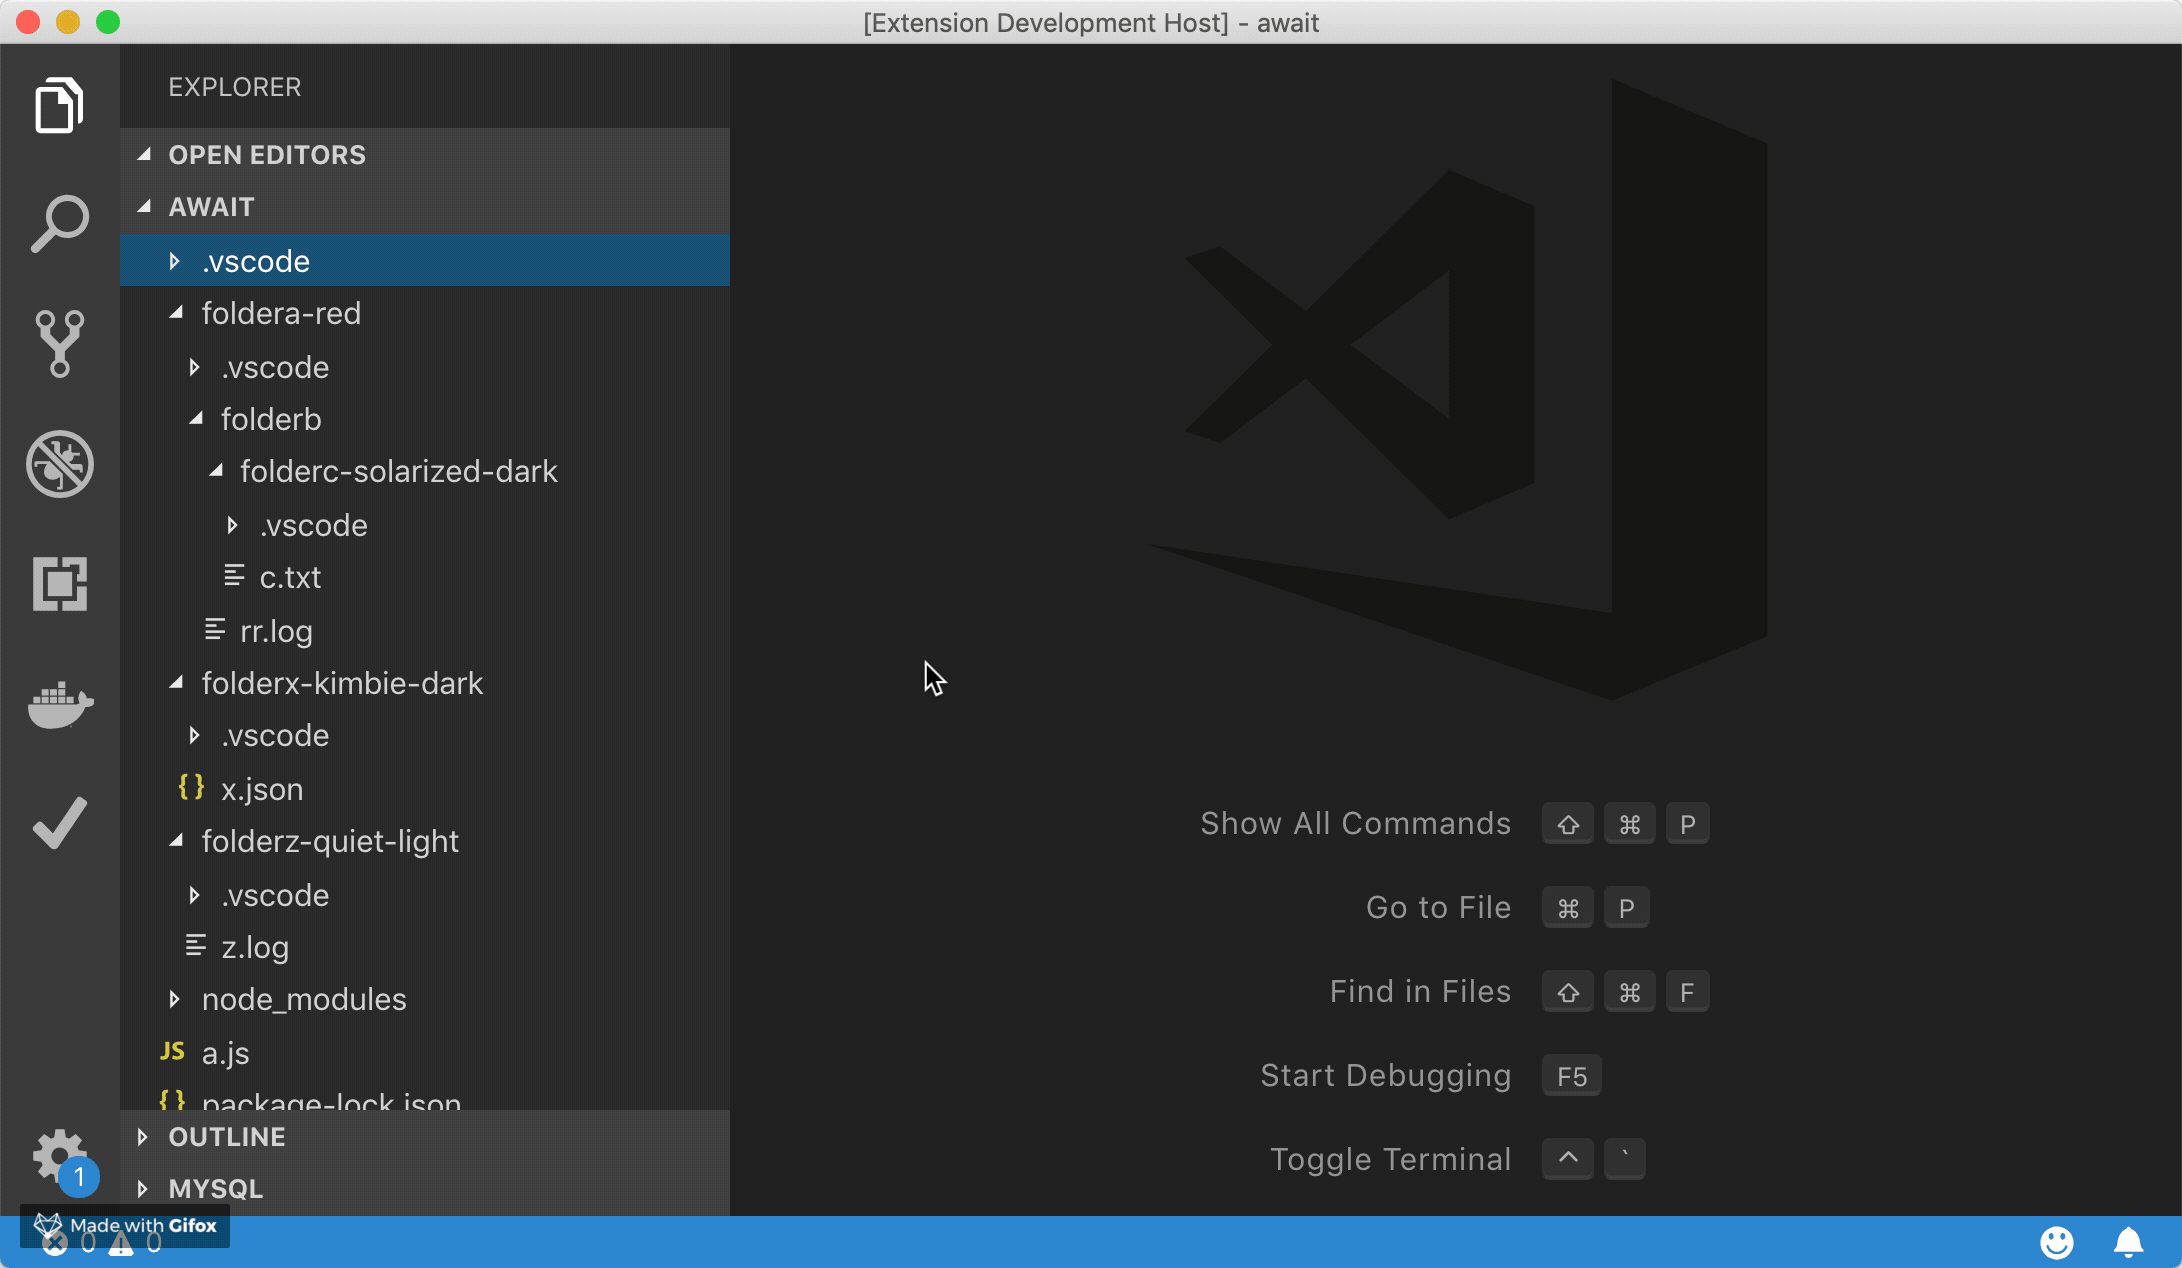 [Extension Development Host] - await
EXPLORER
OPEN EDITORS
AWAIT
.vscode
foldera-red
.vscode
folderb
folderc-solarized-dark
.vscode
c.txt
rr.log
folderx-kimbie-dark
.vscode
{} x.json
folderz-quiet-light
.vscode
z.log
node_modules
JS a.js
{} package-lock.json
OUTLINE
MYSQL
1
Made with Gifox
0 0
Show All Commands ⇧ ⌘ P
Go to File ⌘ P
Find in Files ⇧ ⌘ F
Start Debugging F5
Toggle Terminal ^ `